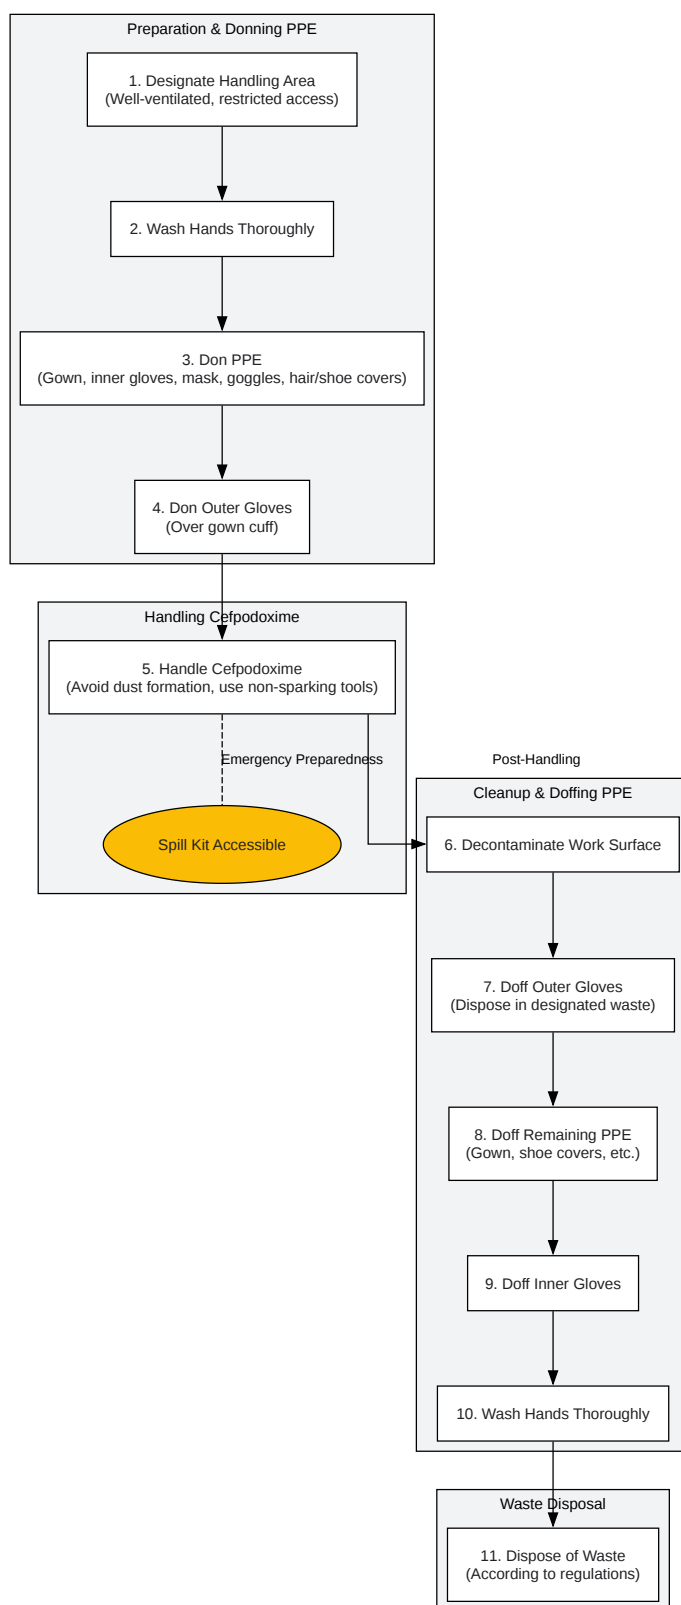 Preparation & Donning PPE
1. Designate Handling Area
(Well-ventilated, restricted access)
2. Wash Hands Thoroughly
3. Don PPE
(Gown, inner gloves, mask, goggles, hair/shoe covers)
4. Don Outer Gloves
(Over gown cuff)
Handling Cefpodoxime
5. Handle Cefpodoxime
(Avoid dust formation, use non-sparking tools)
Emergency Preparedness
Spill Kit Accessible
Post-Handling
Cleanup & Doffing PPE
6. Decontaminate Work Surface
7. Doff Outer Gloves
(Dispose in designated waste)
8. Doff Remaining PPE
(Gown, shoe covers, etc.)
9. Doff Inner Gloves
10. Wash Hands Thoroughly
Waste Disposal
11. Dispose of Waste
(According to regulations)